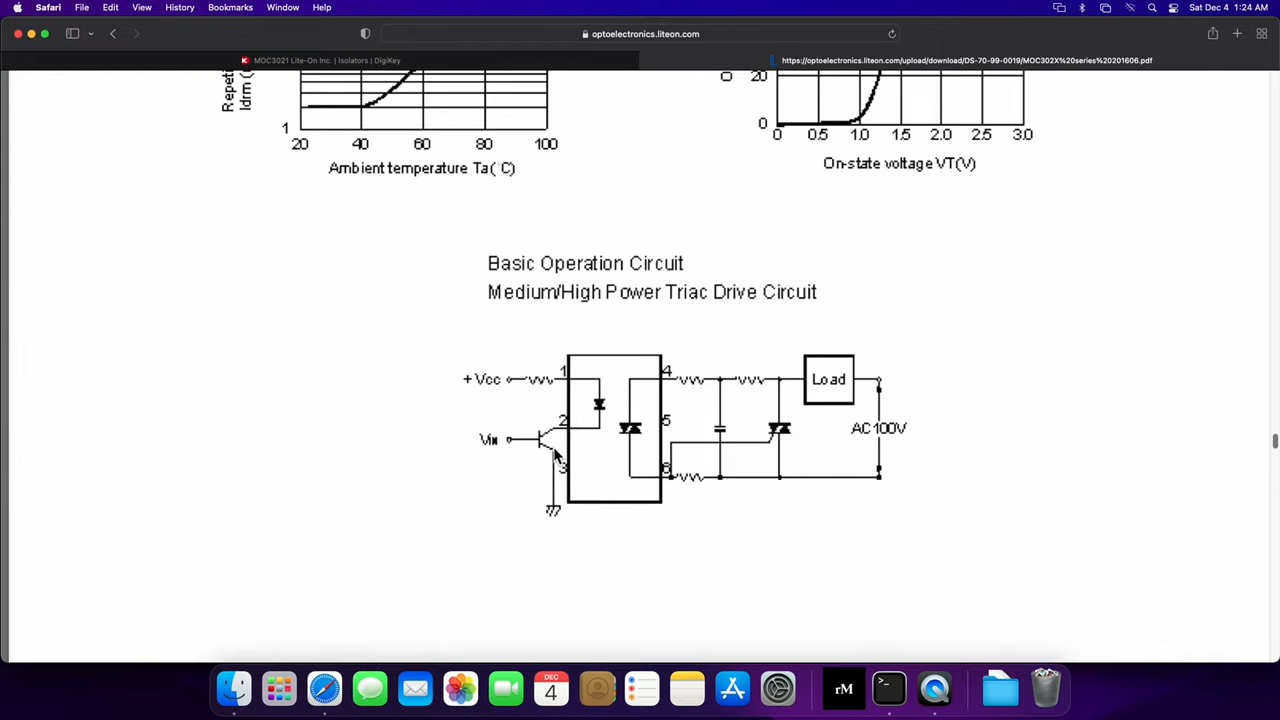 Safari File Edit View History Bookmarks Window Help Sat Dec 4 1:24 AM
optoelectronics.liteon.com
MOC3021 Lite-On Inc. | Isolators | DigiKey
https://optoelectronics.liteon.com/upload/download/DS-70-99-0019/MOC302X%20series%20201606.pdf
Idrm (
1
20 40 60 80 100
Ambient temperature Ta(°C)
20
0
0 0.5 1.0 1.5 2.0 2.5 3.0
On-state voltage VT(V)
Basic Operation Circuit
Medium/High Power Triac Drive Circuit
+ Vcc 1 4 Load
2 5 AC 100V
VIN
3 6
DEC
4
rM
>_